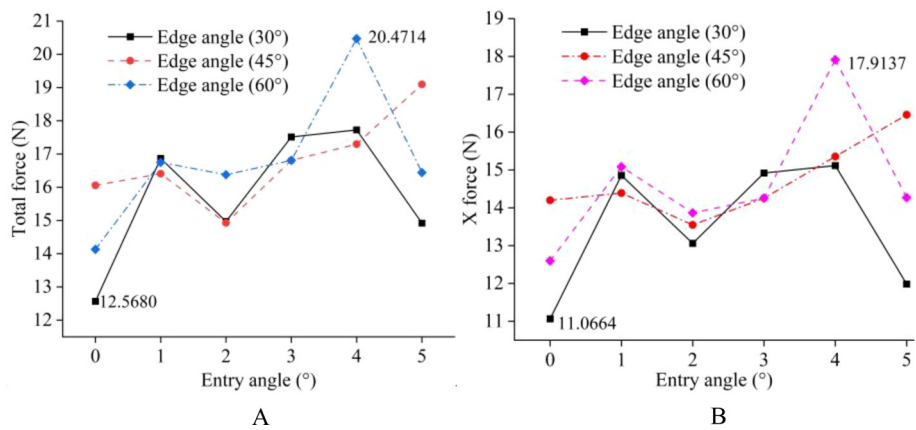 21
20
19
18
17
16
15
14
13
12
Total force (N)
Edge angle (30°)
Edge angle (45°)
Edge angle (60°)
20.4714
12.5680
0 1 2 3 4 5
Entry angle (°)
A
19
18
17
16
15
14
13
12
11
X force (N)
Edge angle (30°)
Edge angle (45°)
Edge angle (60°)
17.9137
11.0664
0 1 2 3 4 5
Entry angle (°)
B